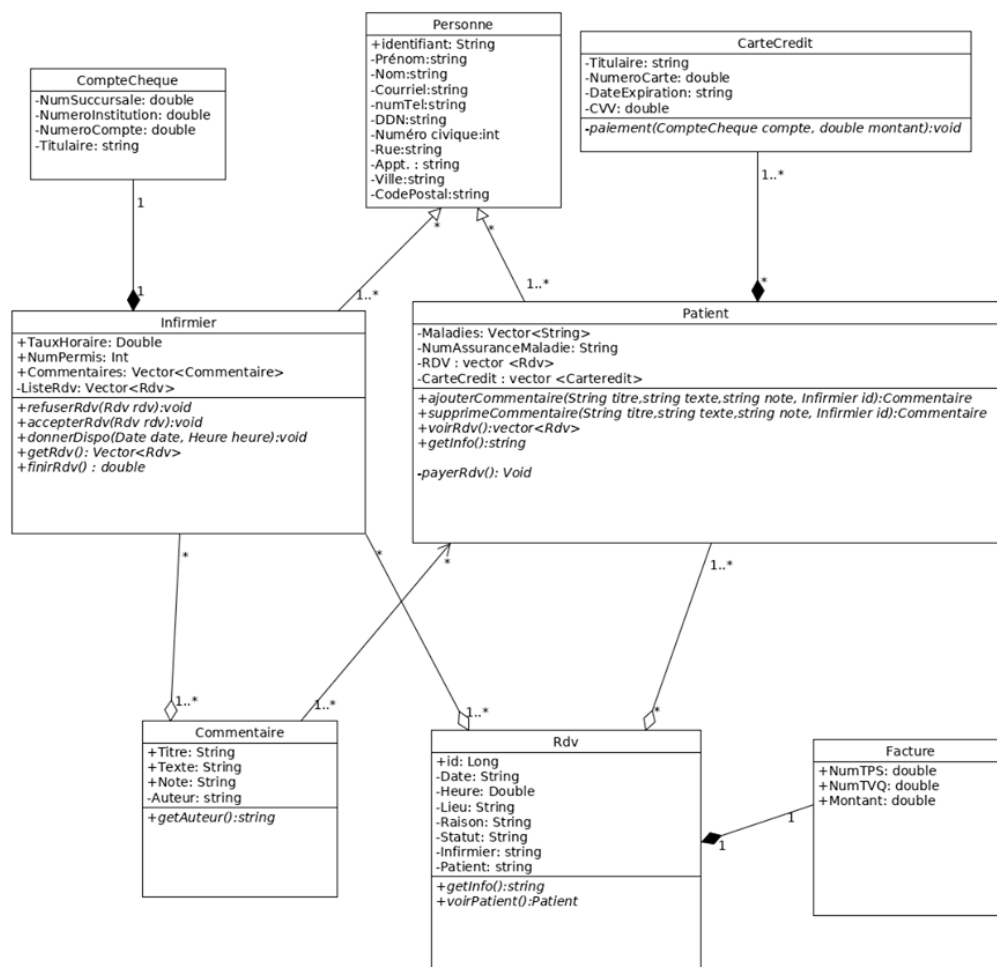 Personne
+identifiant: String
-Prénom:string
-Nom:string
-Courriel:string
-numTel:string
-DDN:string
-Numéro civique:int
-Rue:string
-Appt. : string
-Ville:string
-CodePostal:string
CarteCredit
-Titulaire: string
-NumeroCarte: double
-DateExpiration: string
-CVV: double
-paiement(CompteCheque compte, double montant):void
CompteCheque
-NumSuccursale: double
-NumeroInstitution: double
-NumeroCompte: double
-Titulaire: string
1
1..*
*
*
1
1..*
1..*
*
Infirmier
+TauxHoraire: Double
+NumPermis: Int
+Commentaires: Vector<Commentaire>
-ListeRdv: Vector<Rdv>
+refuserRdv(Rdv rdv):void
+accepterRdv(Rdv rdv):void
+donnerDispo(Date date, Heure heure):void
+getRdv(): Vector<Rdv>
+finirRdv() : double
Patient
-Maladies: Vector<String>
-NumAssuranceMaladie: String
-RDV : vector <Rdv>
-CarteCredit : vector <Carteredit>
+ajouterCommentaire(String titre,string texte,string note, Infirmier id):Commentaire
+supprimeCommentaire(String titre,string texte,string note, Infirmier id):Commentaire
+voirRdv():vector<Rdv>
+getInfo():string
-payerRdv(): Void
*
*
*
1..*
1..*
1..*
1..*
*
Commentaire
+Titre: String
+Texte: String
+Note: String
-Auteur: string
+getAuteur():string
Rdv
+id: Long
-Date: String
-Heure: Double
-Lieu: String
-Raison: String
-Statut: String
-Infirmier: string
-Patient: string
+getInfo():string
+voirPatient():Patient
1
1
Facture
+NumTPS: double
+NumTVQ: double
+Montant: double